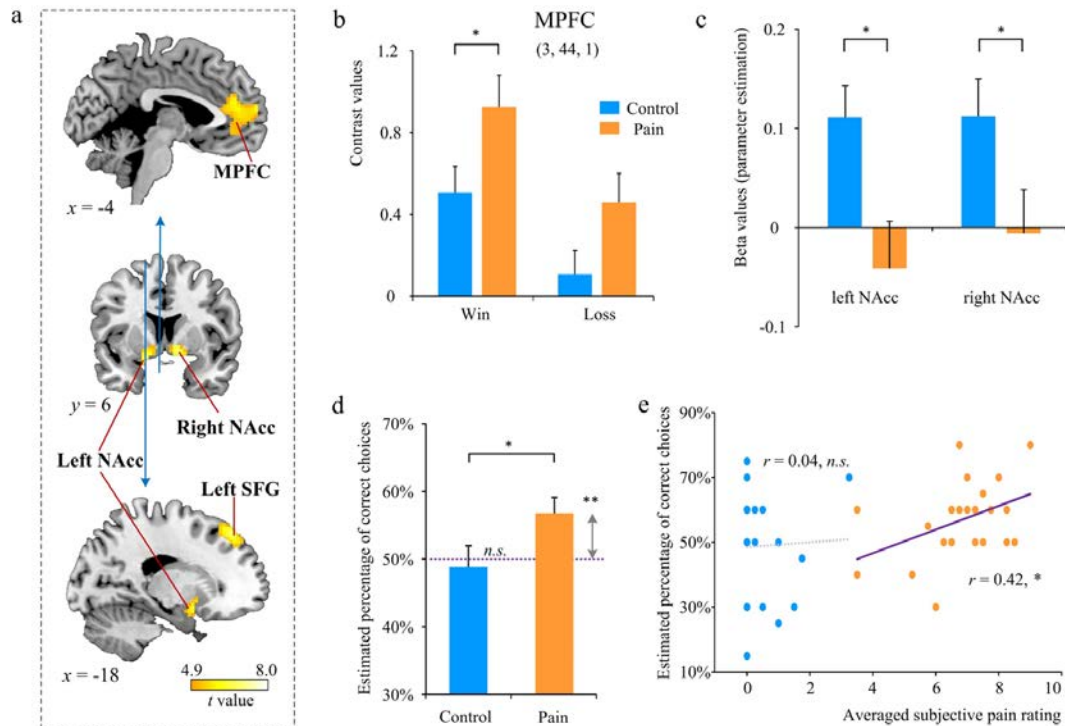 a
MPFC
x = -4
y = 6
Right NAcc
Left NAcc
Left SFG
x = -18
4.9 8.0
t value
b
MPFC
(3, 44, 1)
*
Control
Pain
Contrast values
1.2
0.8
0.4
0
Win Loss
c
* *
Beta values (parameter estimation)
0.2
0.1
0
-0.1
left NAcc right NAcc
d
Estimated percentage of correct choices
70%
60%
50%
40%
30%
*
**
n.s.
Control Pain
e
Estimated percentage of correct choices
90%
70%
50%
30%
10%
r = 0.04, n.s.
r = 0.42, *
0 2 4 6 8 10
Averaged subjective pain rating